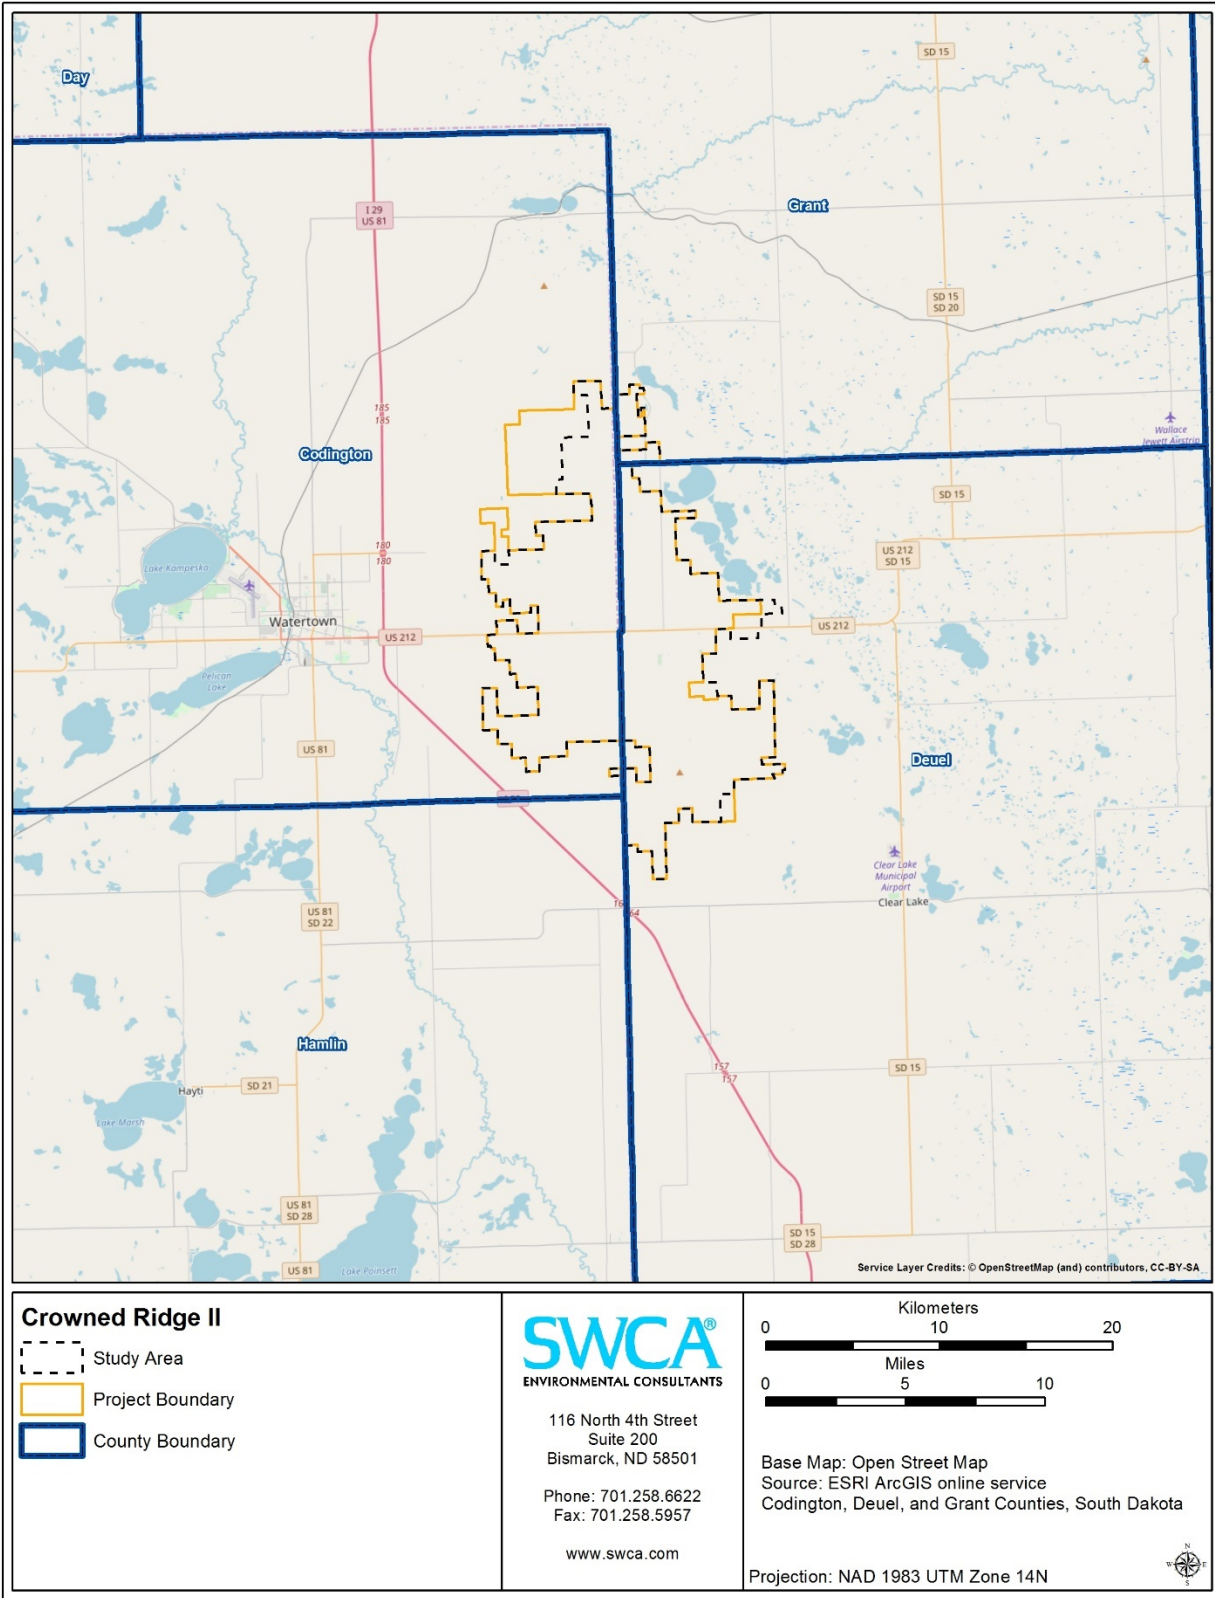 Day
SD 15
Grant
I 29
US 81
SD 15
SD 20
185
185
Wallace
Jewett Airstrip
Codington
SD 15
180
180
US 212
SD 15
Lake Kampeska
Watertown
US 212
US 212
Pelican
Lake
US 81
Deuel
Clear Lake
Municipal
Airport
Clear Lake
US 81
SD 22
Hamlin
157
157
SD 15
Hayti
SD 21
Lake Marsh
US 81
SD 28
SD 15
SD 28
US 81
Lake Poinsett
Service Layer Credits: © OpenStreetMap (and) contributors, CC-BY-SA
Crowned Ridge II
Study Area
Project Boundary
County Boundary
SWCA®
ENVIRONMENTAL CONSULTANTS
116 North 4th Street
Suite 200
Bismarck, ND 58501
Phone: 701.258.6622
Fax: 701.258.5957
www.swca.com
Kilometers
0 10 20
Miles
0 5 10
Base Map: Open Street Map
Source: ESRI ArcGIS online service
Codington, Deuel, and Grant Counties, South Dakota
Projection: NAD 1983 UTM Zone 14N
N
W E
S